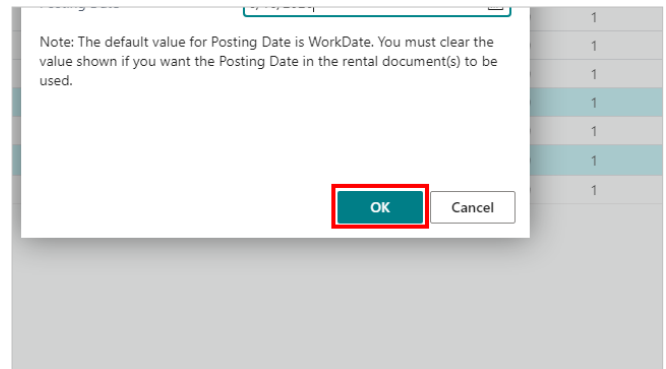 Note: The default value for Posting Date is WorkDate. You must clear the
value shown if you want the Posting Date in the rental document(s) to be
used.
OK
Cancel
1
1
1
1
1
1
1